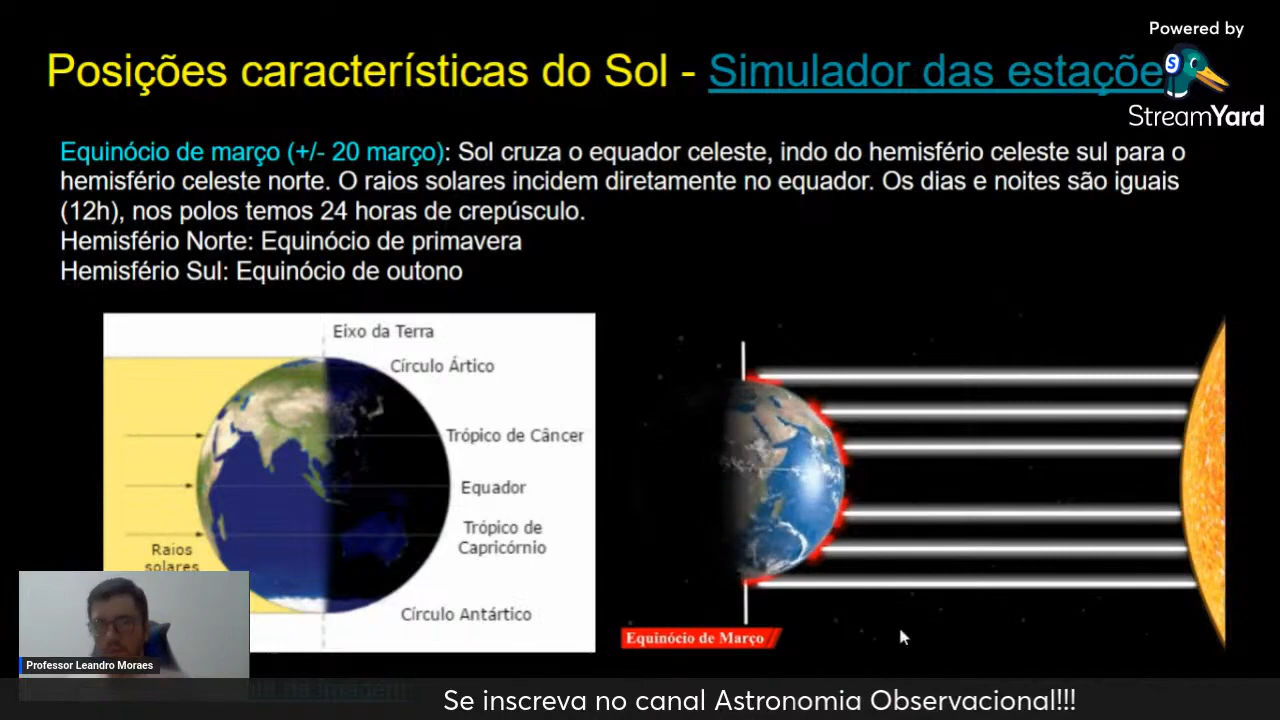 Powered by
StreamYard
Posições características do Sol - Simulador das estaçõe
Equinócio de março (+/- 20 março): Sol cruza o equador celeste, indo do hemisfério celeste sul para o
hemisfério celeste norte. O raios solares incidem diretamente no equador. Os dias e noites são iguais
(12h), nos polos temos 24 horas de crepúsculo.
Hemisfério Norte: Equinócio de primavera
Hemisfério Sul: Equinócio de outono
Eixo da Terra
Círculo Ártico
Trópico de Câncer
Equador
Trópico de
Capricórnio
Raios
solares
Círculo Antártico
Equinócio de Março
Professor Leandro Moraes
Se inscreva no canal Astronomia Observacional!!!